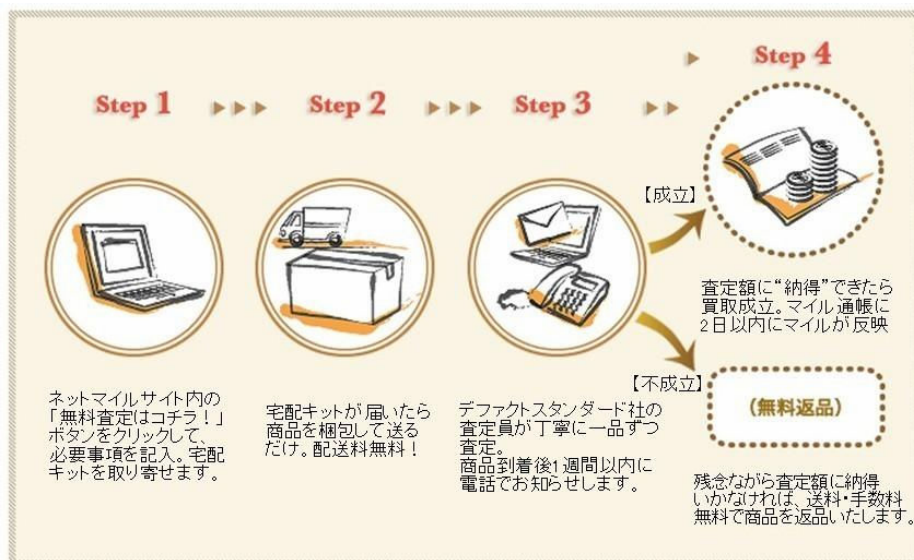 Step 1
Step 2
Step 3
Step 4
ネットマイルサイト内の
「無料査定はコチラ！」
ボタンをクリックして、
必要事項を記入。宅配
キットを取り寄せます。
宅配キットが届いたら
商品を梱包して送る
だけ。配送料無料！
デファクトスタンダード社の
査定員が丁寧に一品ずつ
査定。
商品到着後1週間以内に
電話でお知らせします。
【成立】
査定額に“納得”できたら
買取成立。マイル通帳に
2日以内にマイルが反映
【不成立】
(無料返品)
残念ながら査定額に納得
いかなければ、送料・手数料
無料で商品を返品いたします。